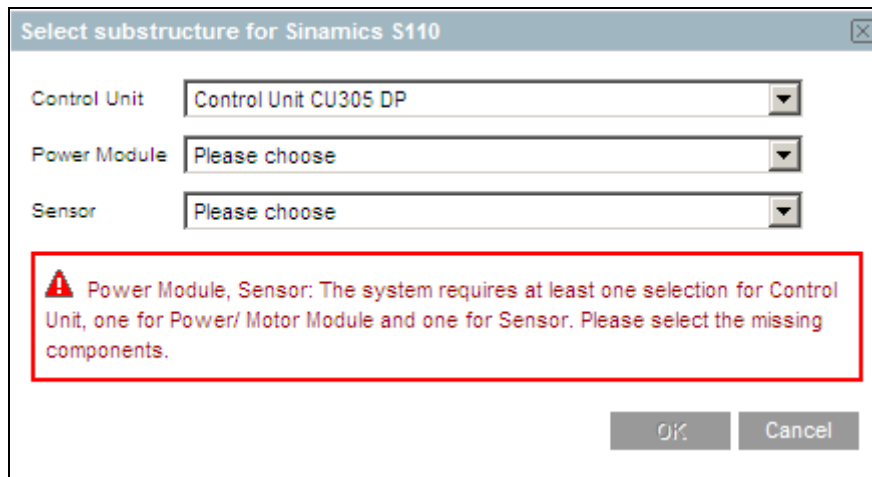 Select substructure for Sinamics S110
Control Unit Control Unit CU305 DP
Power Module Please choose
Sensor Please choose
Power Module, Sensor: The system requires at least one selection for Control
Unit, one for Power/ Motor Module and one for Sensor. Please select the missing
components.
OK Cancel